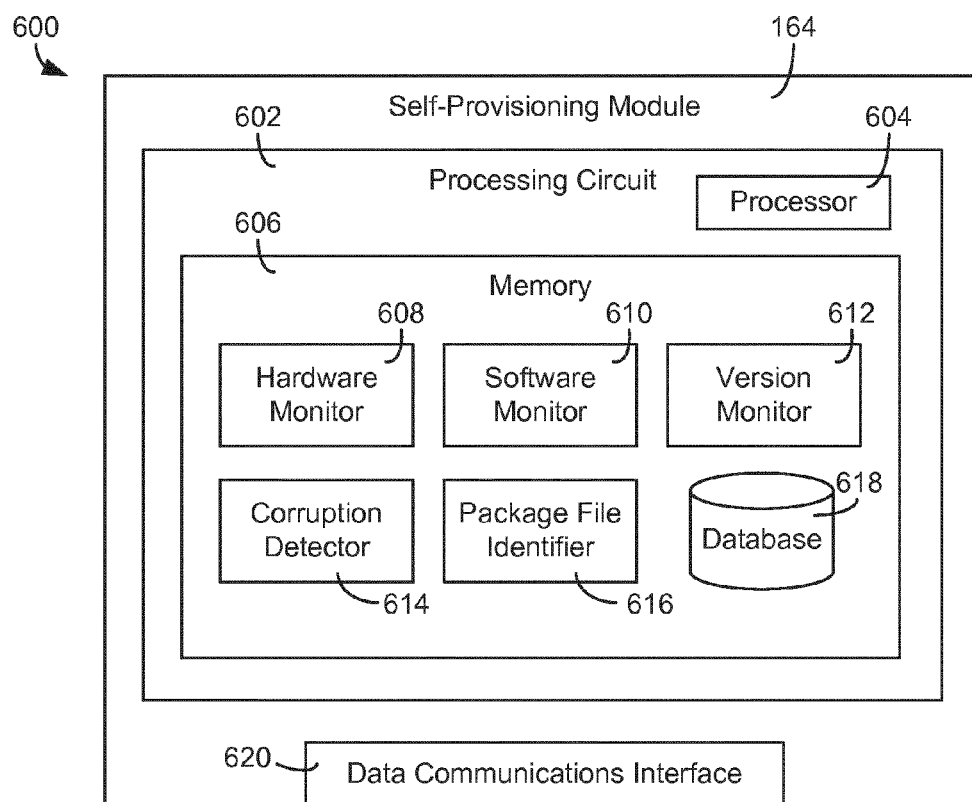 600
164
Self-Provisioning Module
602
604
Processing Circuit
Processor
606
Memory
608
610
612
Hardware
Monitor
Software
Monitor
Version
Monitor
Corruption
Detector
Package File
Identifier
618
Database
614
616
620
Data Communications Interface